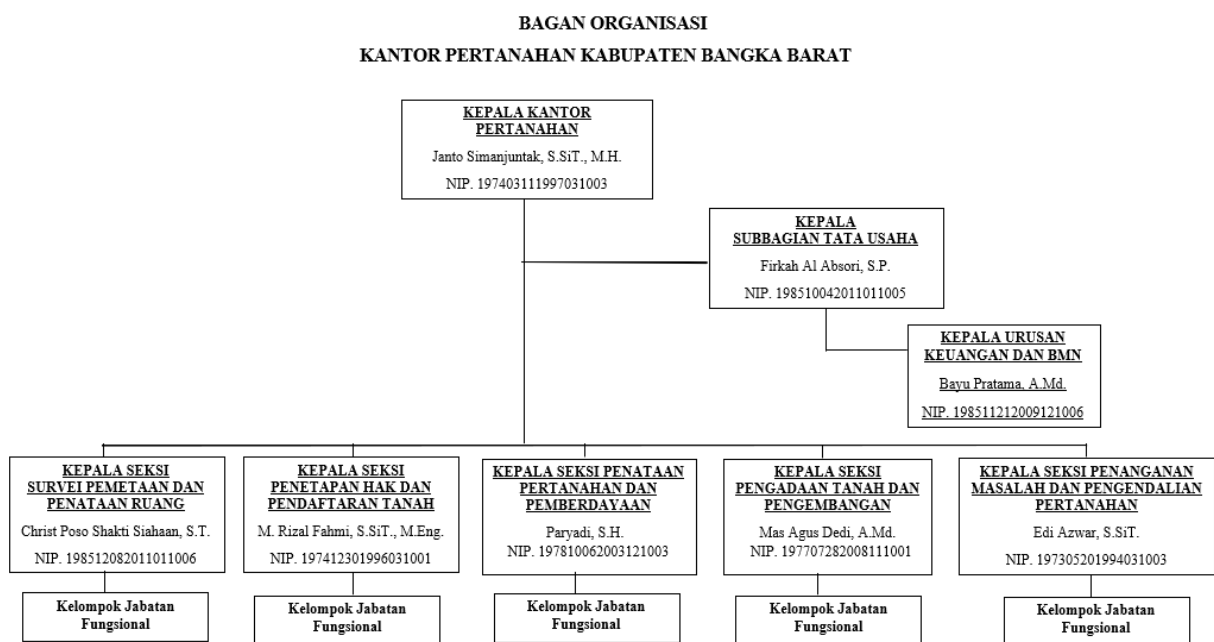 BAGAN ORGANISASI
KANTOR PERTANAHAN KABUPATEN BANGKA BARAT
KEPALA KANTOR
PERTANAHAN
Janto Simanjuntak, S.SiT., M.H.
NIP. 197403111997031003
KEPALA
SUBBAGIAN TATA USAHA
Firkah Al Absori, S.P.
NIP. 198510042011011005
KEPALA URUSAN
KEUANGAN DAN BMN
Bayu Pratama, A.Md.
NIP. 198511212009121006
KEPALA SEKSI
SURVEI PEMETAAN DAN
PENATAAN RUANG
Christ Poso Shakti Siahaan, S.T.
NIP. 198512082011011006
KEPALA SEKSI
PENETAPAN HAK DAN
PENDAFTARAN TANAH
M. Rizal Fahmi, S.SiT., M.Eng.
NIP. 197412301996031001
KEPALA SEKSI PENATAAN
PERTANAHAN DAN
PEMBERDAYAAN
Paryadi, S.H.
NIP. 197810062003121003
KEPALA SEKSI
PENGADAAN TANAH DAN
PENGEMBANGAN
Mas Agus Dedi, A.Md.
NIP. 197707282008111001
KEPALA SEKSI PENANGANAN
MASALAH DAN PENGENDALIAN
PERTANAHAN
Edi Azwar, S.SiT.
NIP. 197305201994031003
Kelompok Jabatan
Fungsional
Kelompok Jabatan
Fungsional
Kelompok Jabatan
Fungsional
Kelompok Jabatan
Fungsional
Kelompok Jabatan
Fungsional